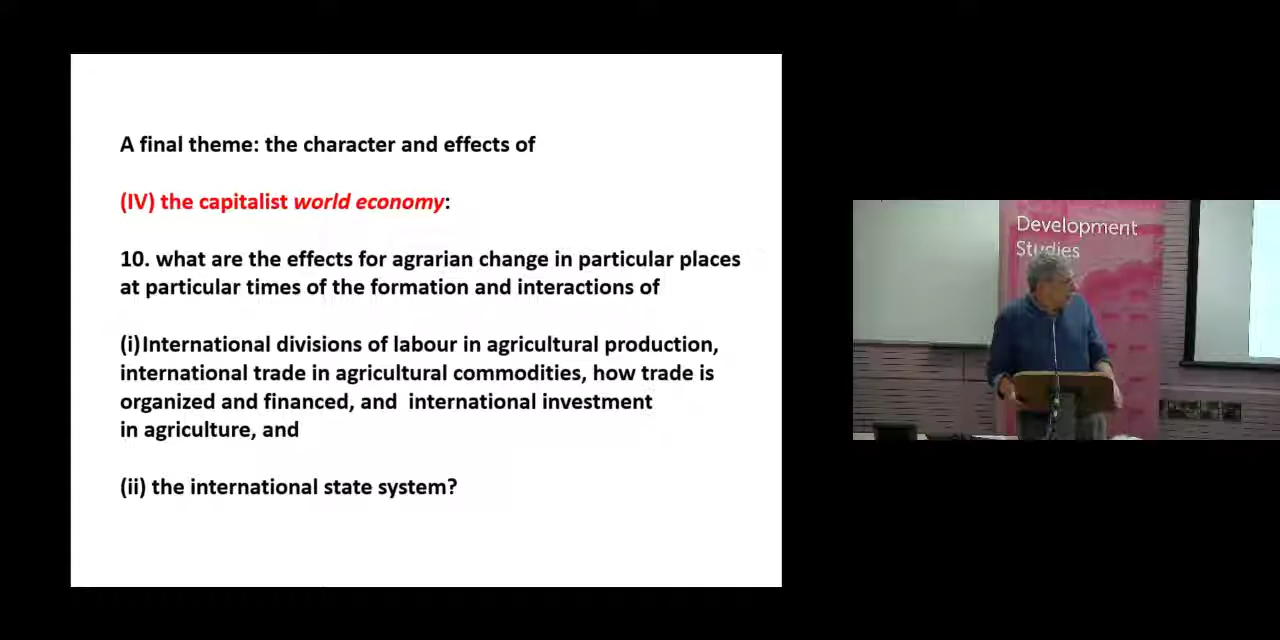 A final theme: the character and effects of
(IV) the capitalist world economy:
10. what are the effects for agrarian change in particular places
at particular times of the formation and interactions of
(i)International divisions of labour in agricultural production,
international trade in agricultural commodities, how trade is
organized and financed, and international investment
in agriculture, and
(ii) the international state system?
Development
Studies